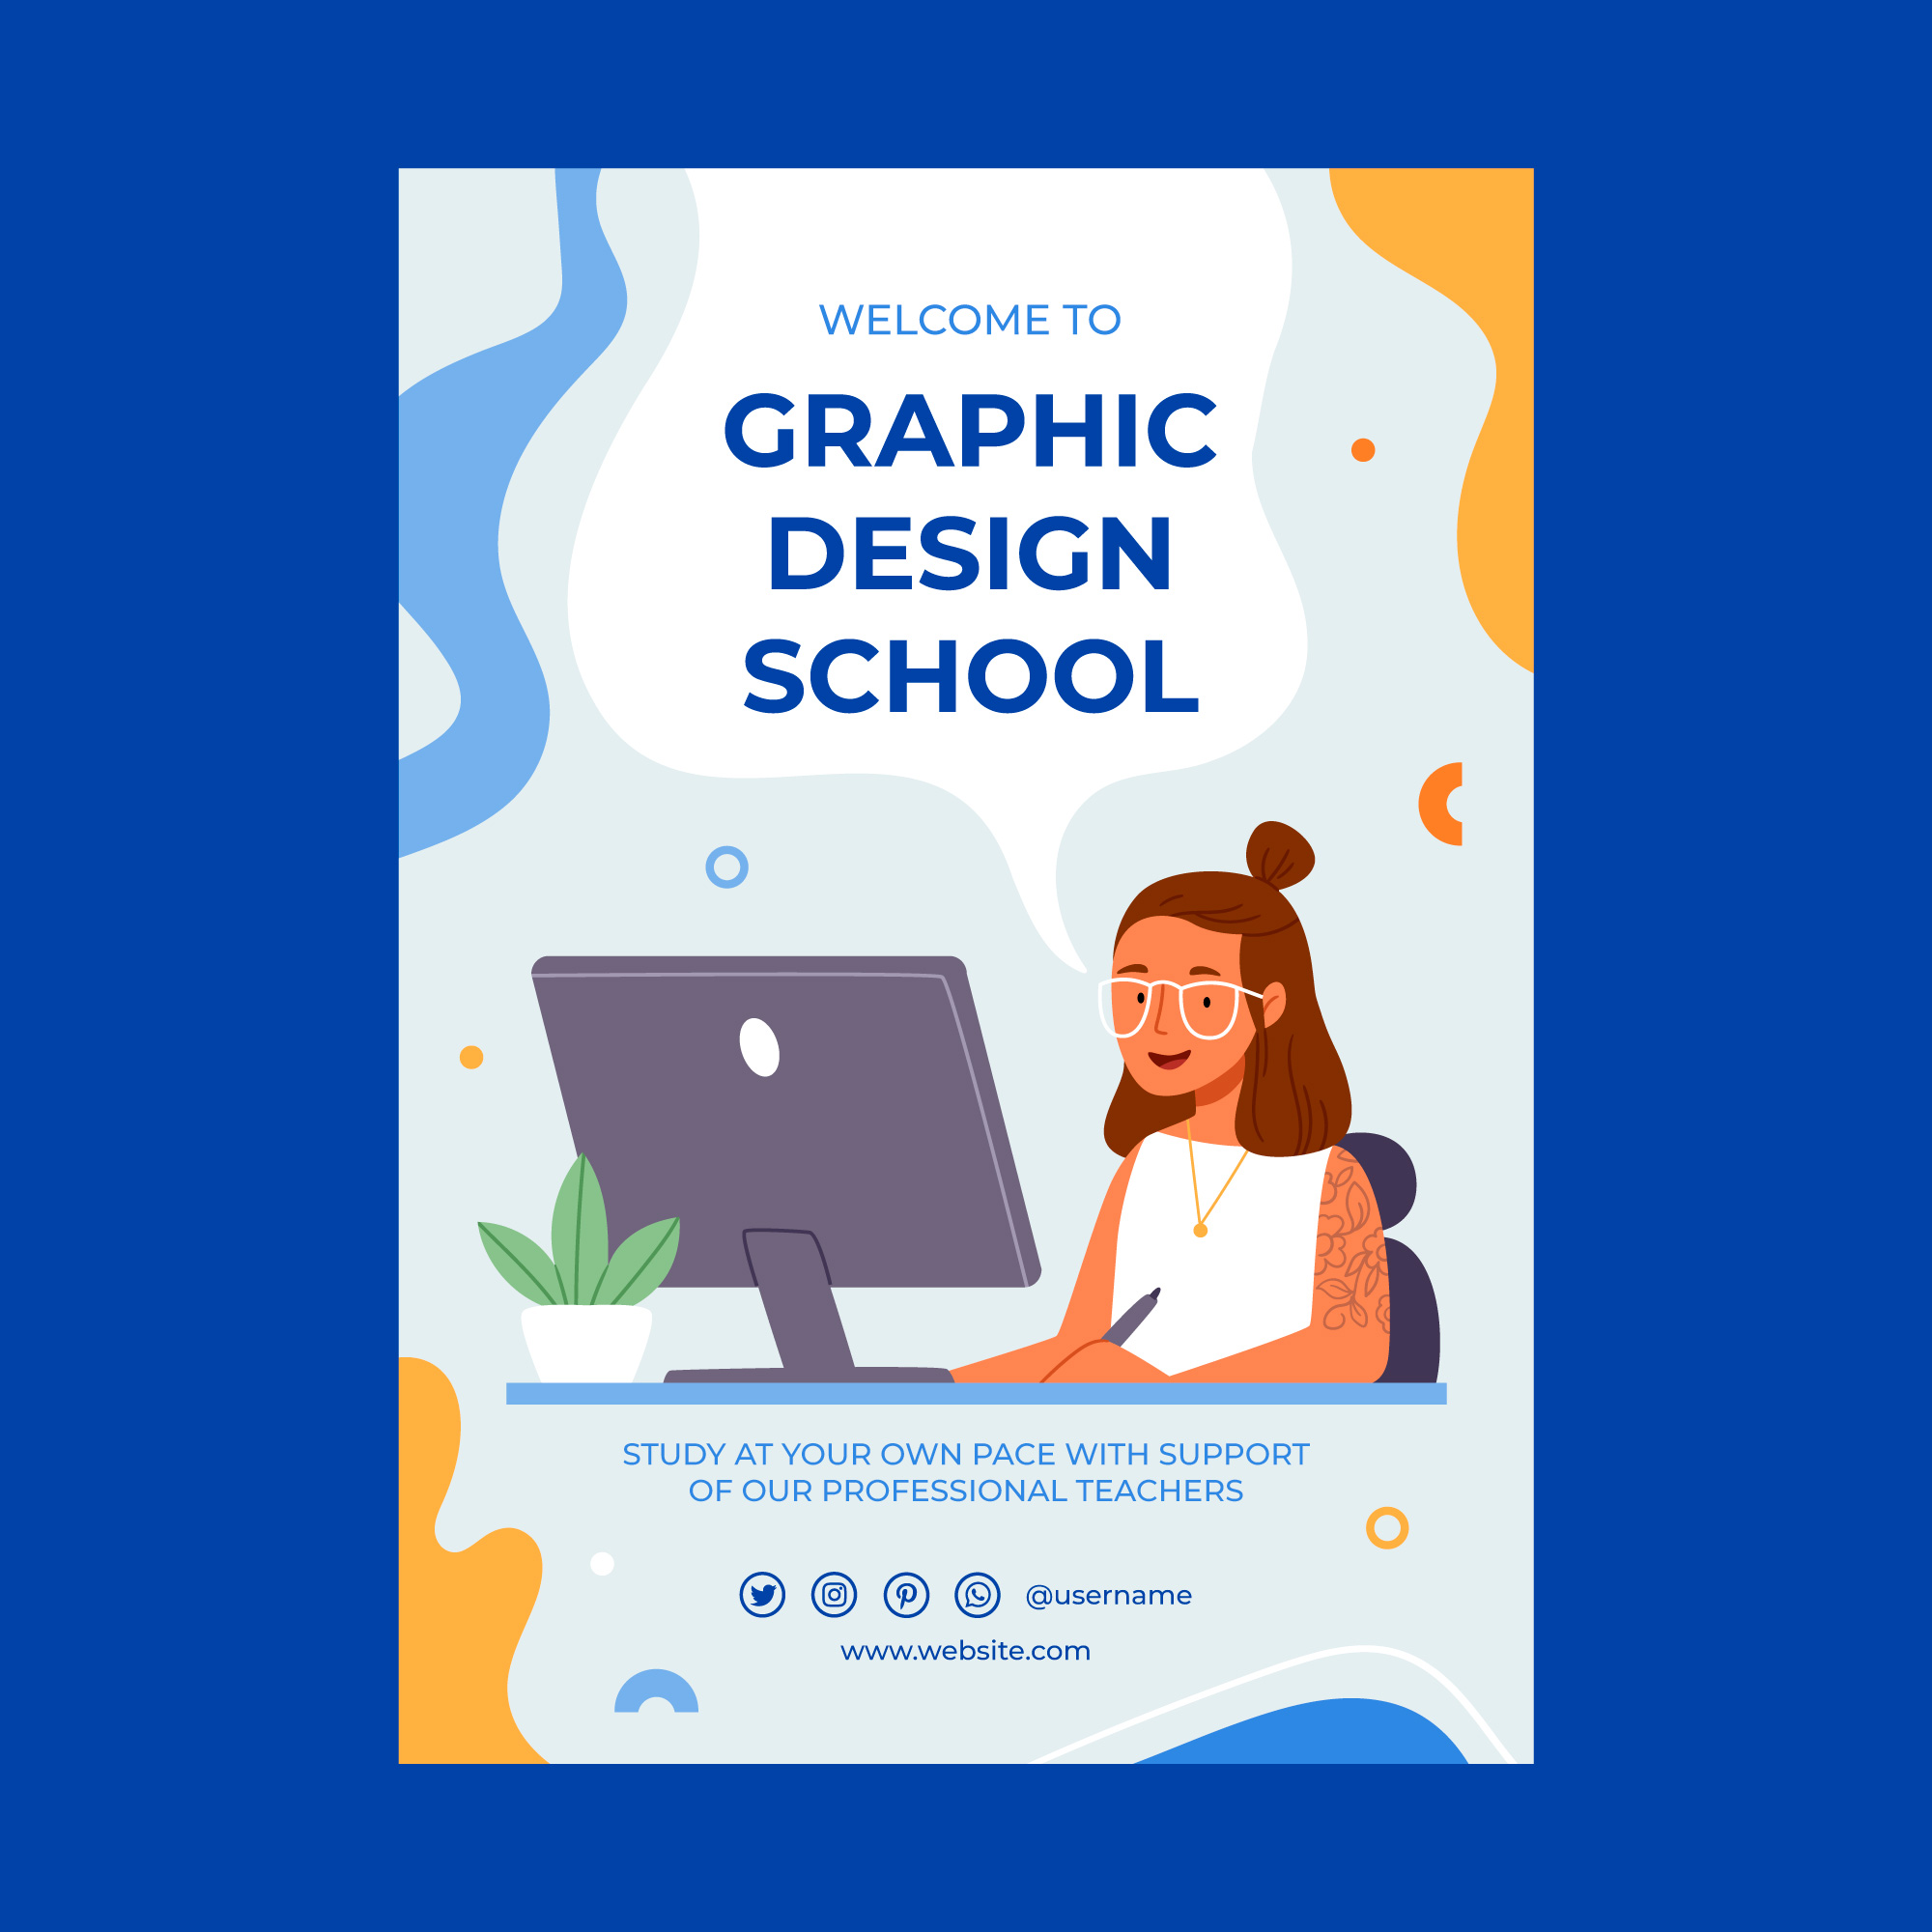 WELCOME TO
GRAPHIC
DESIGN
SCHOOL
STUDY AT YOUR OWN PACE WITH SUPPORT
OF OUR PROFESSIONAL TEACHERS
@username
www.website.com